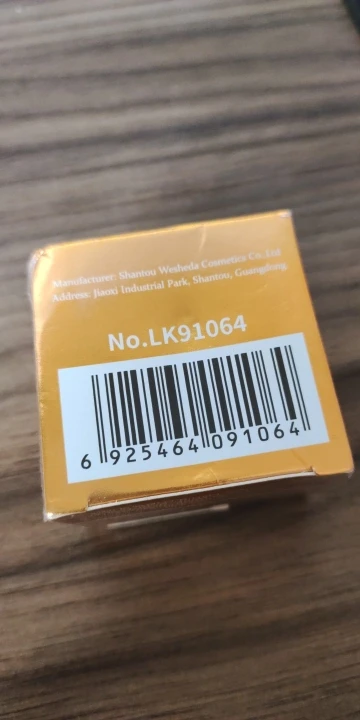 Manufacturer: Shantou Wesheda Cosmetics Co.,Ltd
Address: Jiaoxi Industrial Park, Shantou, Guangdong.
No.LK91064
6 925464 091064